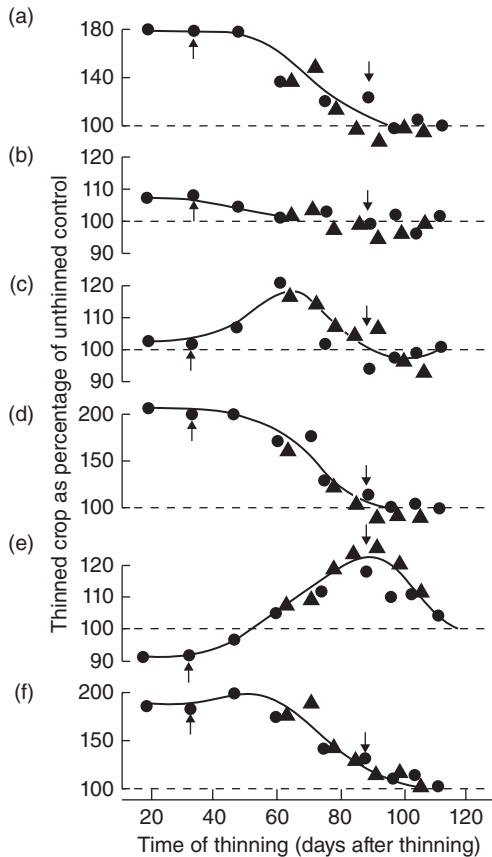 (a)
180
140
100
(b)
120
110
100
90
(c)
120
110
100
90
(d)
200
150
100
(e)
120
110
100
90
(f)
200
150
100
Thinned crop as percentage of unthinned control
20 40 60 80 100 120
Time of thinning (days after thinning)